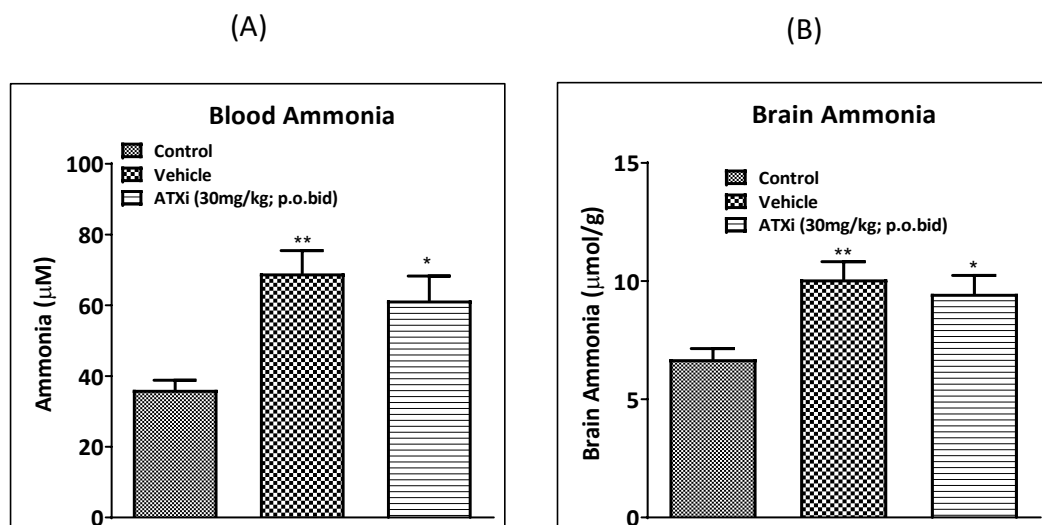 (A)
(B)
Blood Ammonia
Control
Vehicle
ATXi (30mg/kg; p.o.bid)
Ammonia (μM)
100
80
60
40
20
0
**
*
Brain Ammonia
Control
Vehicle
ATXi (30mg/kg; p.o.bid)
Brain Ammonia (μmol/g)
15
10
5
0
**
*